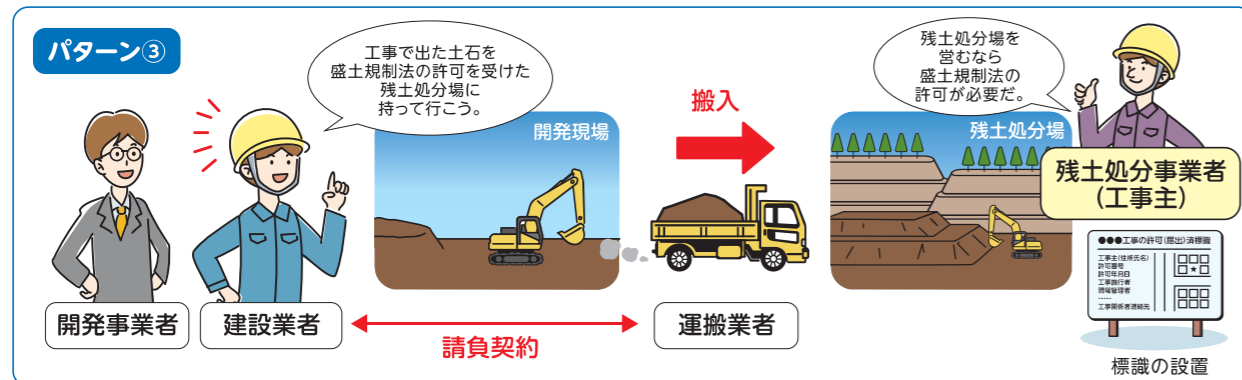 パターン③
工事で出た土石を
盛土規制法の許可を受けた
残土処分場に
持って行こう。
開発現場
搬入
残土処分場を
営むなら
盛土規制法の
許可が必要だ。
残土処分場
残土処分事業者
(工事主)
●●●工事の許可(届出)済標識
工事主(住所氏名)
許可番号
許可年月日
工事施行者
現場管理者
……
工事関係者連絡先
標識の設置
開発事業者
建設業者
請負契約
運搬業者